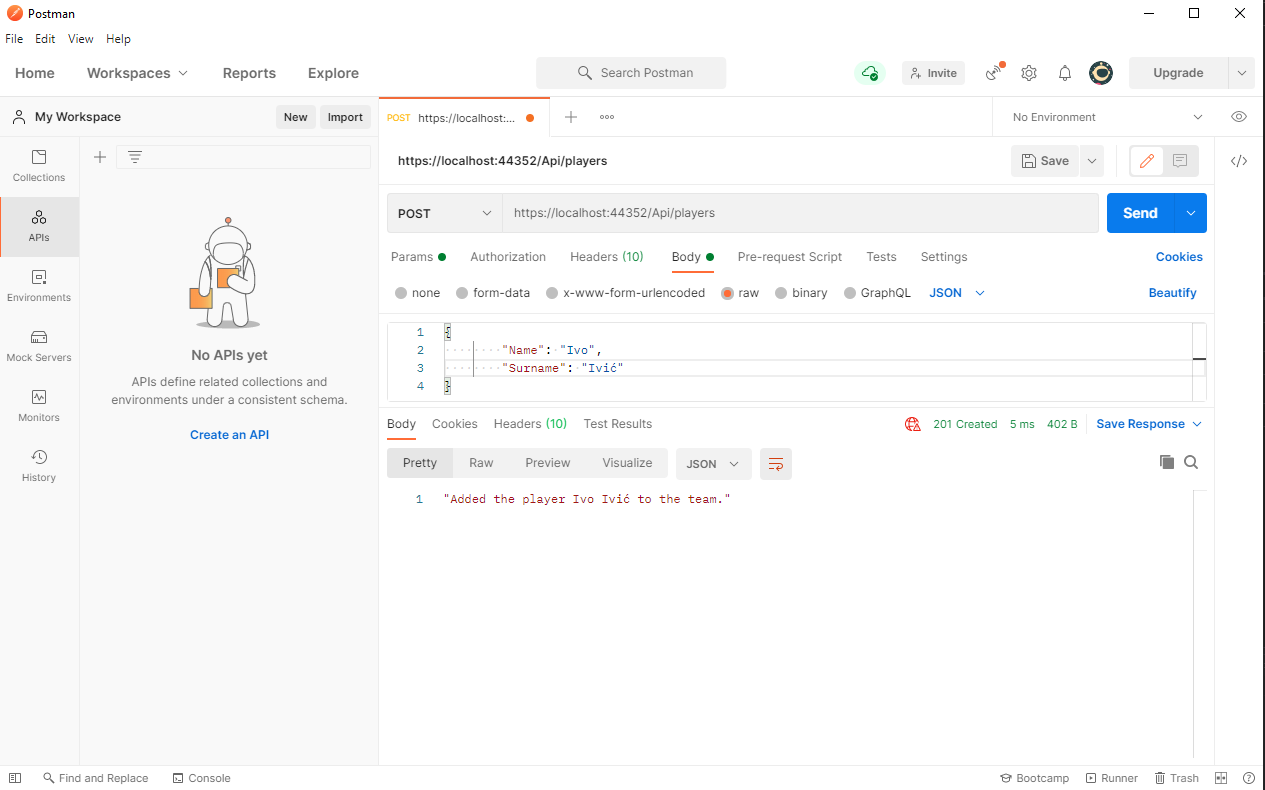 Postman
File Edit View Help
Home Workspaces Reports Explore Search Postman Invite Upgrade
My Workspace New Import POST https://localhost:... No Environment
Collections
APIs
Environments
Mock Servers
Monitors
History
No APIs yet
APIs define related collections and
environments under a consistent schema.
Create an API
https://localhost:44352/Api/players Save </>
POST https://localhost:44352/Api/players Send
Params Authorization Headers (10) Body Pre-request Script Tests Settings Cookies
none form-data x-www-form-urlencoded raw binary GraphQL JSON Beautify
1 {
2 "Name": "Ivo",
3 "Surname": "Ivić"
4 }
Body Cookies Headers (10) Test Results 201 Created 5 ms 402 B Save Response
Pretty Raw Preview Visualize JSON
1 "Added the player Ivo Ivić to the team."
Find and Replace Console Bootcamp Runner Trash